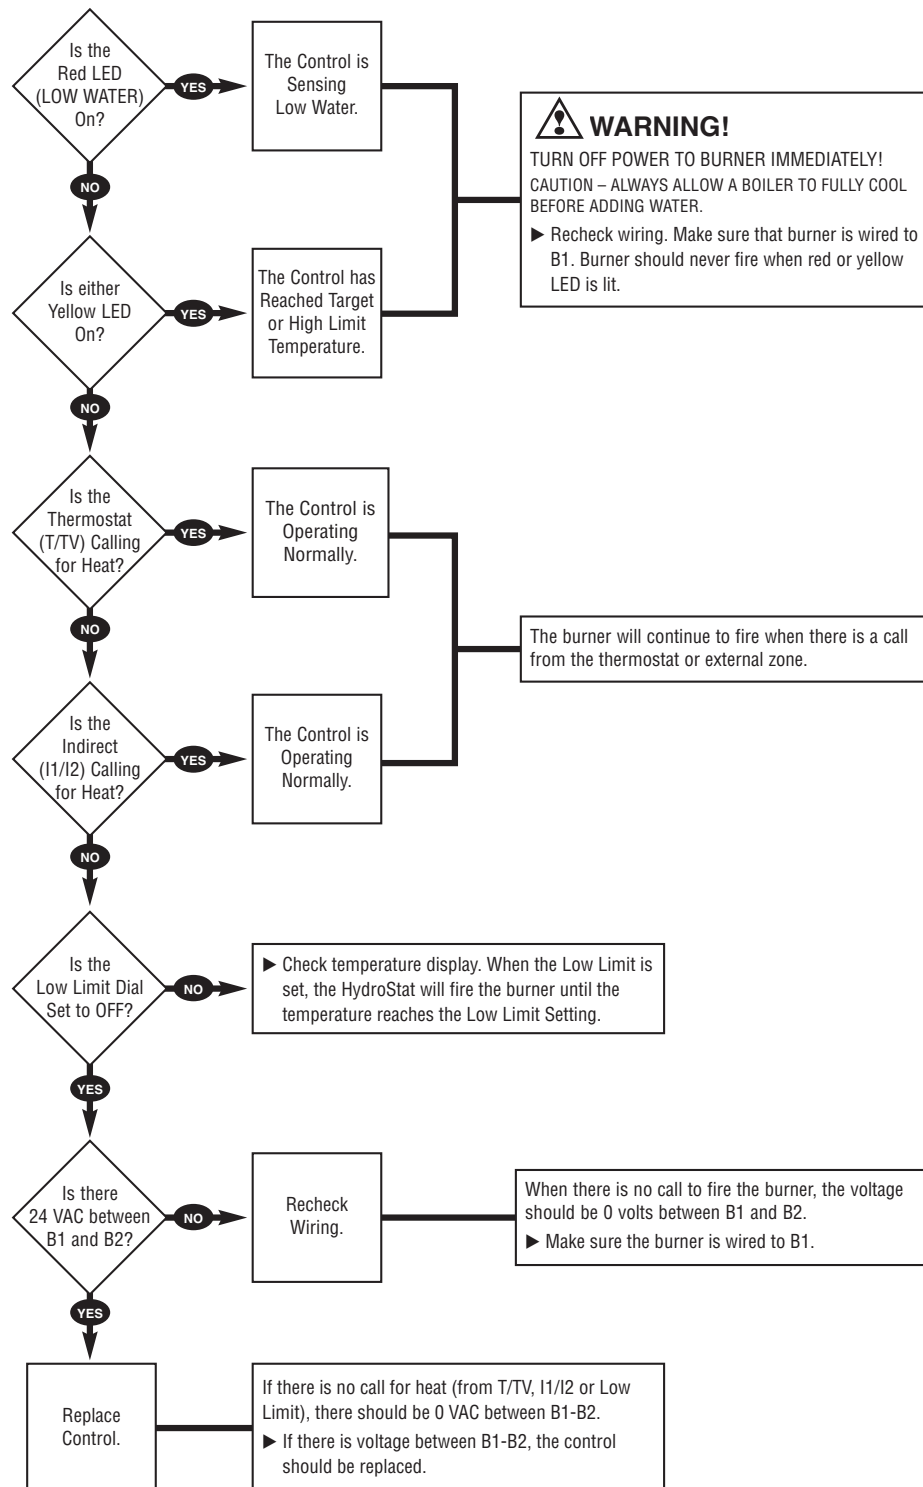 Is the
Red LED
(LOW WATER)
On?
YES
The Control is
Sensing
Low Water.
WARNING!
TURN OFF POWER TO BURNER IMMEDIATELY!
CAUTION – ALWAYS ALLOW A BOILER TO FULLY COOL
BEFORE ADDING WATER.
▶ Recheck wiring. Make sure that burner is wired to
B1. Burner should never fire when red or yellow
LED is lit.
NO
Is either
Yellow LED
On?
YES
The Control has
Reached Target
or High Limit
Temperature.
NO
Is the
Thermostat
(T/TV) Calling
for Heat?
YES
The Control is
Operating
Normally.
The burner will continue to fire when there is a call
from the thermostat or external zone.
NO
Is the
Indirect
(I1/I2) Calling
for Heat?
YES
The Control is
Operating
Normally.
NO
Is the
Low Limit Dial
Set to OFF?
NO
▶ Check temperature display. When the Low Limit is
set, the HydroStat will fire the burner until the
temperature reaches the Low Limit Setting.
YES
Is there
24 VAC between
B1 and B2?
NO
Recheck
Wiring.
When there is no call to fire the burner, the voltage
should be 0 volts between B1 and B2.
▶ Make sure the burner is wired to B1.
YES
Replace
Control.
If there is no call for heat (from T/TV, I1/I2 or Low
Limit), there should be 0 VAC between B1-B2.
▶ If there is voltage between B1-B2, the control
should be replaced.